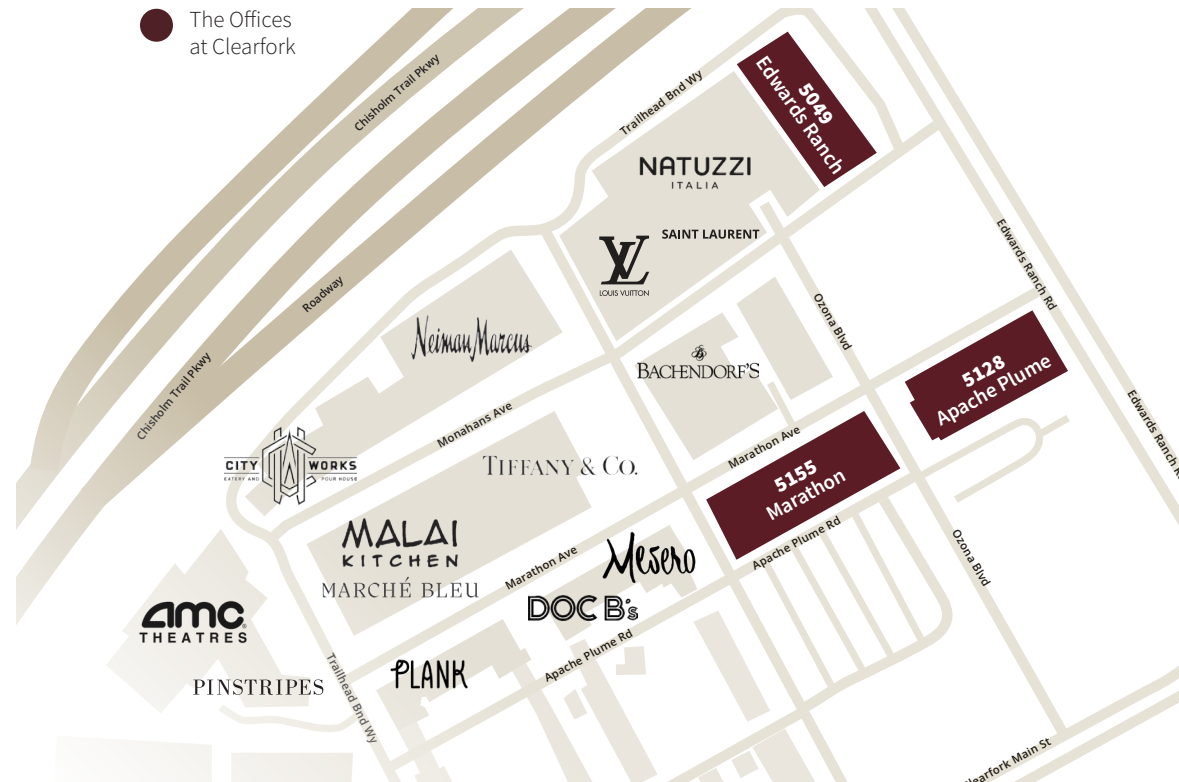 The Offices
at Clearfork
Chisholm Trail Pkwy
Trailhead Bnd Wy
5049
Edwards Ranch
NATUZZI
ITALIA
SAINT LAURENT
LV
LOUIS VUITTON
Edwards Ranch Rd
Roadway
Ozona Blvd
Neiman Marcus
B
BACHENDORF'S
5128
Apache Plume
Chisholm Trail Pkwy
Monahans Ave
Marathon Ave
Edwards Ranch R
CITY WORKS
EATERY AND POUR HOUSE
TIFFANY & CO.
5155
Marathon
MALAI
KITCHEN
MARCHÉ BLEU
Marathon Ave
Mesero
Apache Plume Rd
Ozona Blvd
DOC B's
amc
THEATRES
Apache Plume Rd
PINSTRIPES
PLANK
Trailhead Bnd Wy
Clearfork Main St